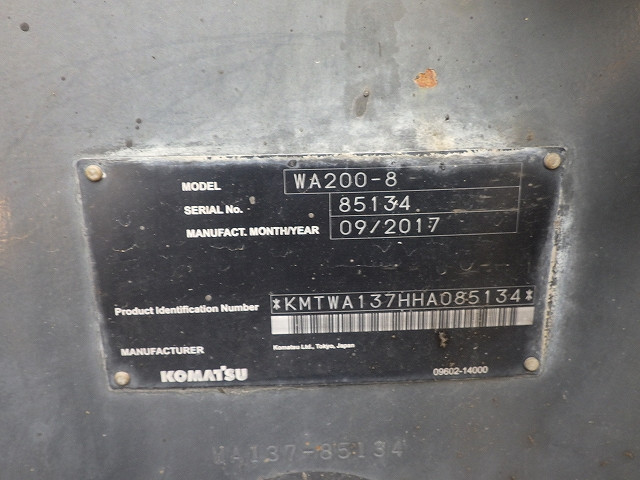 MODEL WA200-8
SERIAL No. 85134
MANUFACT. MONTH/YEAR 09/2017
Product Identification Number *KMTWA137HHA085134*
MANUFACTURER Komatsu Ltd., Tokyo, Japan
KOMATSU 09602-14000
WA137-85134